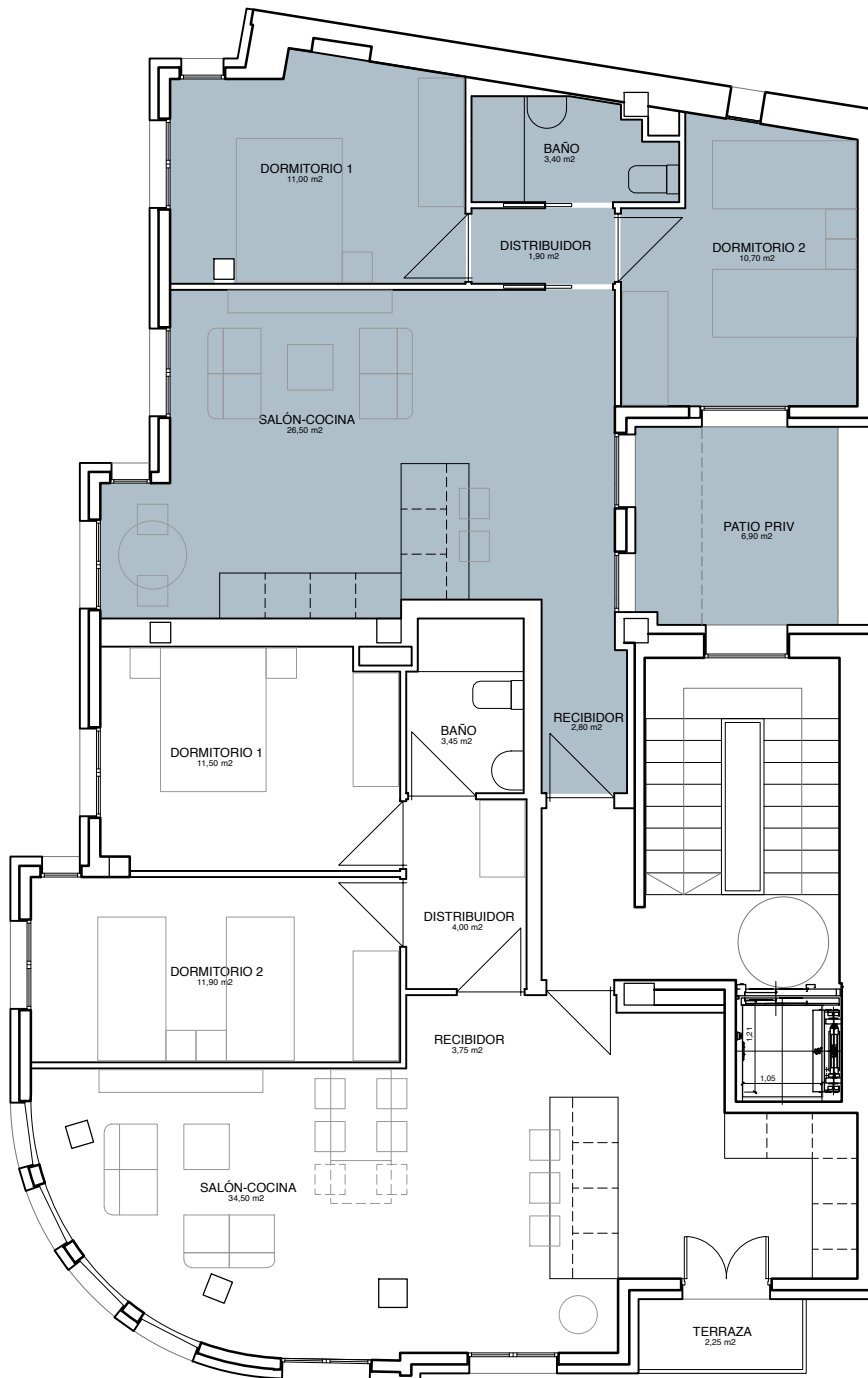 DORMITORIO 1
11,00 m2
BAÑO
3,40 m2
DISTRIBUIDOR
1,90 m2
DORMITORIO 2
10,70 m2
SALÓN-COCINA
26,50 m2
PATIO PRIV
6,90 m2
RECIBIDOR
2,80 m2
BAÑO
3,45 m2
DORMITORIO 1
11,50 m2
DISTRIBUIDOR
4,00 m2
DORMITORIO 2
11,90 m2
RECIBIDOR
3,75 m2
1,21
1,05
SALÓN-COCINA
34,50 m2
TERRAZA
2,25 m2